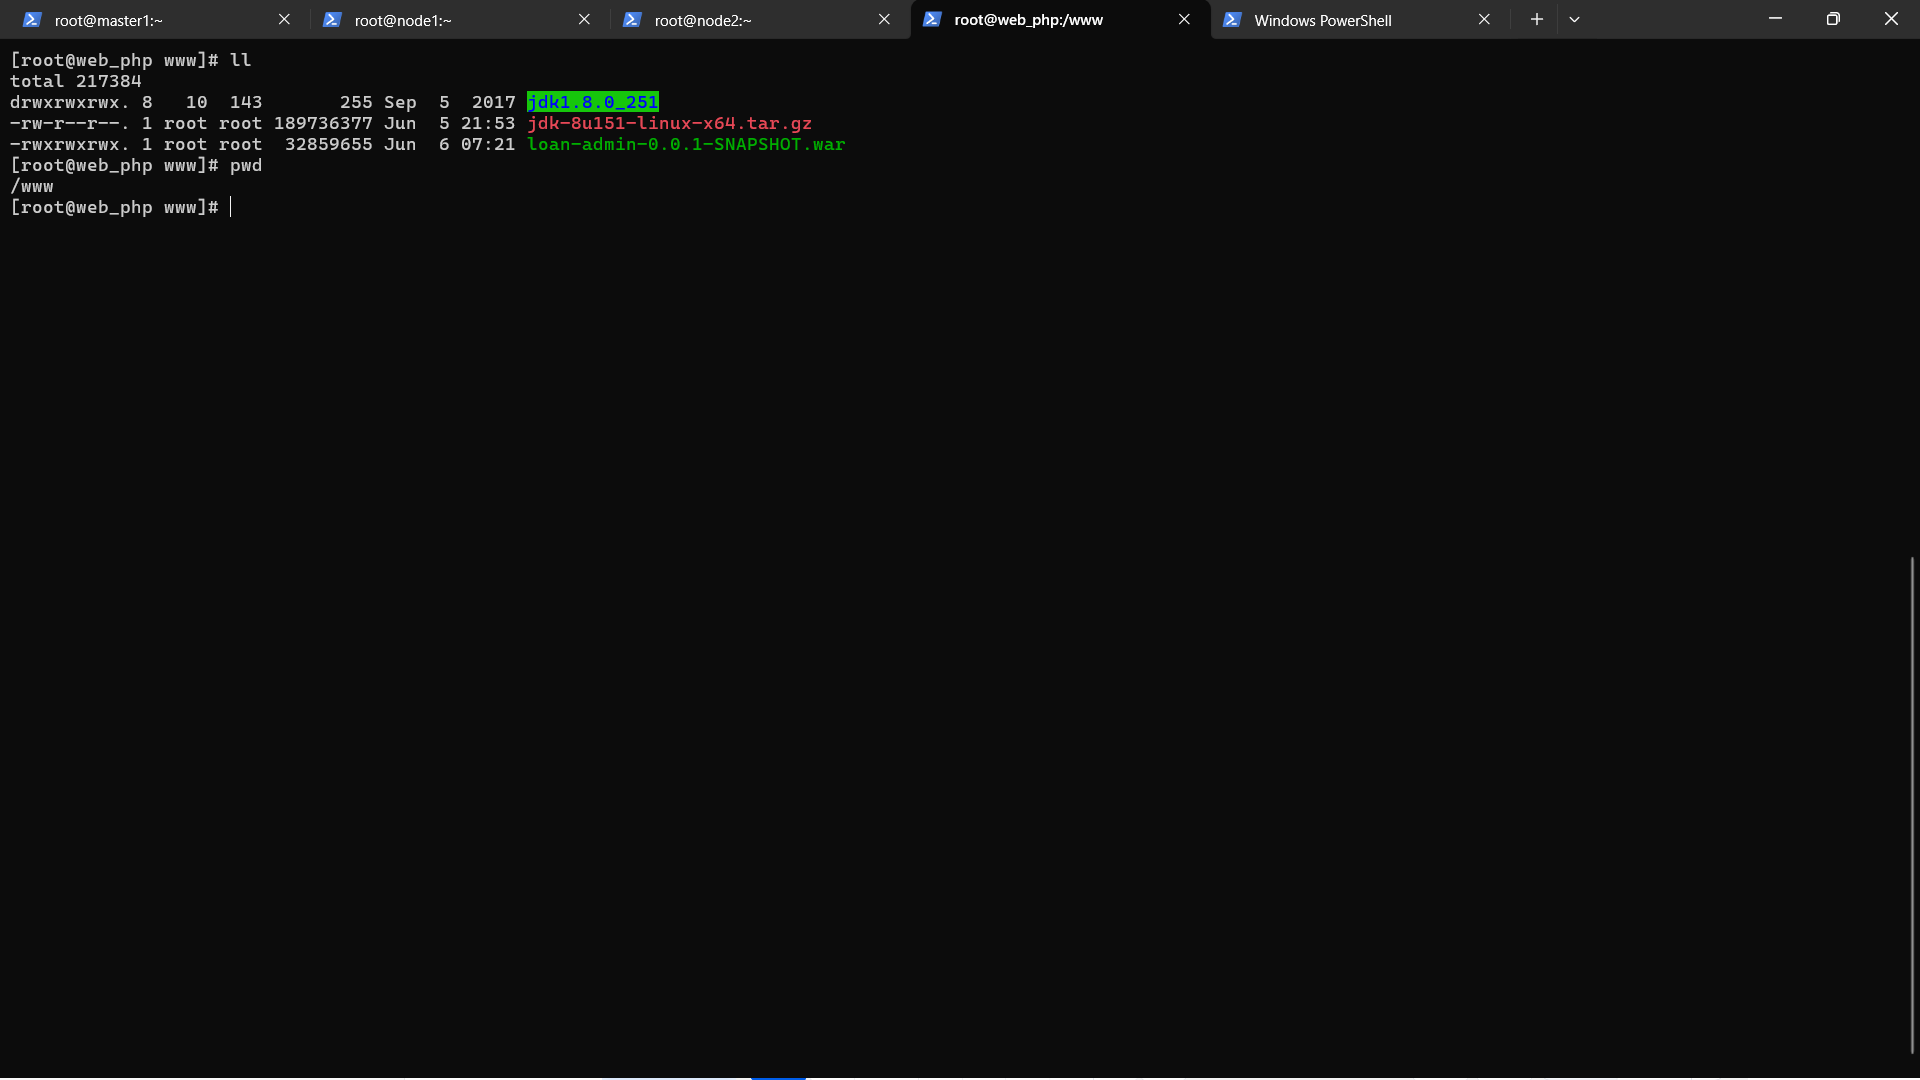 root@master1:~ root@node1:~ root@node2:~ root@web_php:/www Windows PowerShell
[root@web_php www]# ll
total 217384
drwxrwxrwx. 8   10  143       255 Sep  5  2017 jdk1.8.0_251
-rw-r--r--. 1 root root 189736377 Jun  5 21:53 jdk-8u151-linux-x64.tar.gz
-rwxrwxrwx. 1 root root  32859655 Jun  6 07:21 loan-admin-0.0.1-SNAPSHOT.war
[root@web_php www]# pwd
/www
[root@web_php www]#